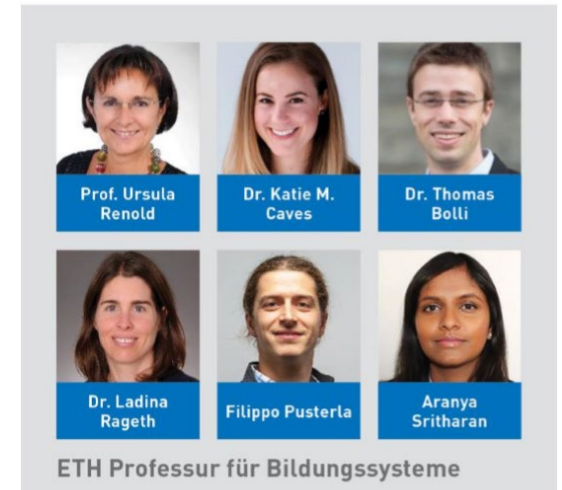 Prof. Ursula
Renold
Dr. Katie M.
Caves
Dr. Thomas
Bolli
Dr. Ladina
Rageth
Filippo Pusterla
Aranya
Sritharan
ETH Professur für Bildungssysteme